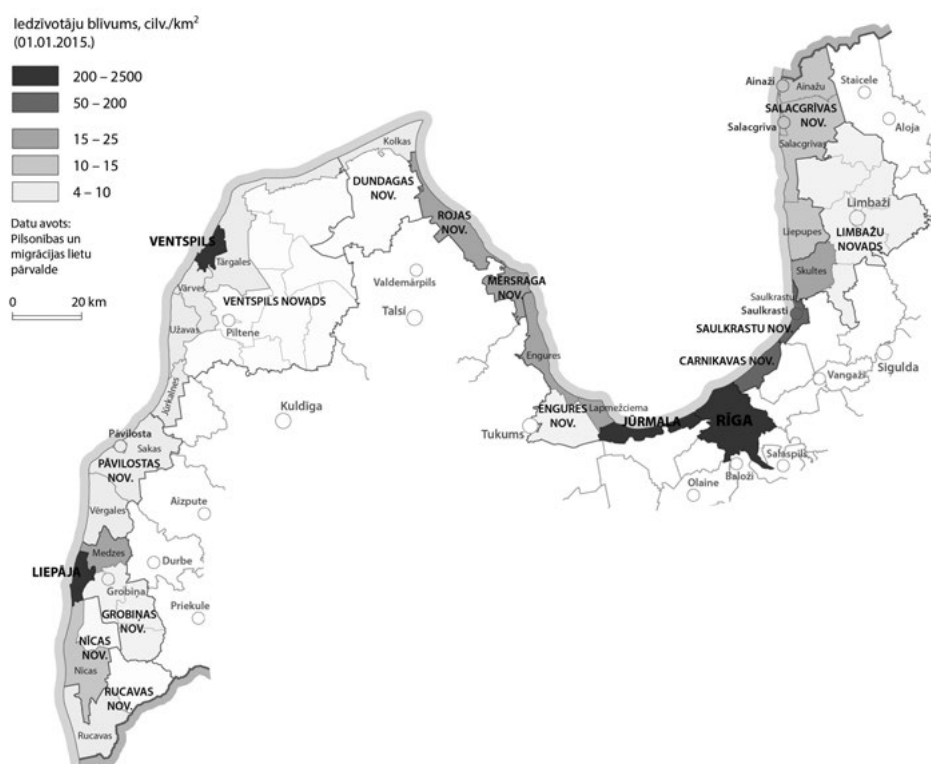 Iedzīvotāju blīvums, cilv./km²
(01.01.2015.)
200 – 2500
50 – 200
15 – 25
10 – 15
4 – 10
Datu avots:
Pilsonības un
migrācijas lietu
pārvalde
0 20 km
Ainaži
Ainažu
Staicele
SALACGRĪVAS
NOV.
Salacgrīva
Aloja
Salacgrīvas
Kolkas
DUNDAGAS
NOV.
Limbaži
ROJAS
NOV.
Liepupes
LIMBAŽU
NOVADS
VENTSPILS
Tārgales
Skultes
Valdemārpils
MĒRSRAGA
NOV.
Vārves
VENTSPILS NOVADS
Saulkrastu
Saulkrasti
Talsi
Piltene
Užavas
SAULKRASTU NOV.
Engures
CARNIKAVAS NOV.
Sigulda
Vangaži
Jūrkalnes
Kuldīga
ENGURES
NOV.
Lapmežciema
JŪRMALA
RĪGA
Tukums
Pāvilosta
Sakas
PĀVILOSTAS
NOV.
Salaspils
Baloži
Olaine
Aizpute
Vērgales
Medzes
Durbe
LIEPĀJA
Grobiņa
Priekule
GROBIŅAS
NOV.
NĪCAS
NOV.
Nīcas
RUCAVAS
NOV.
Rucavas